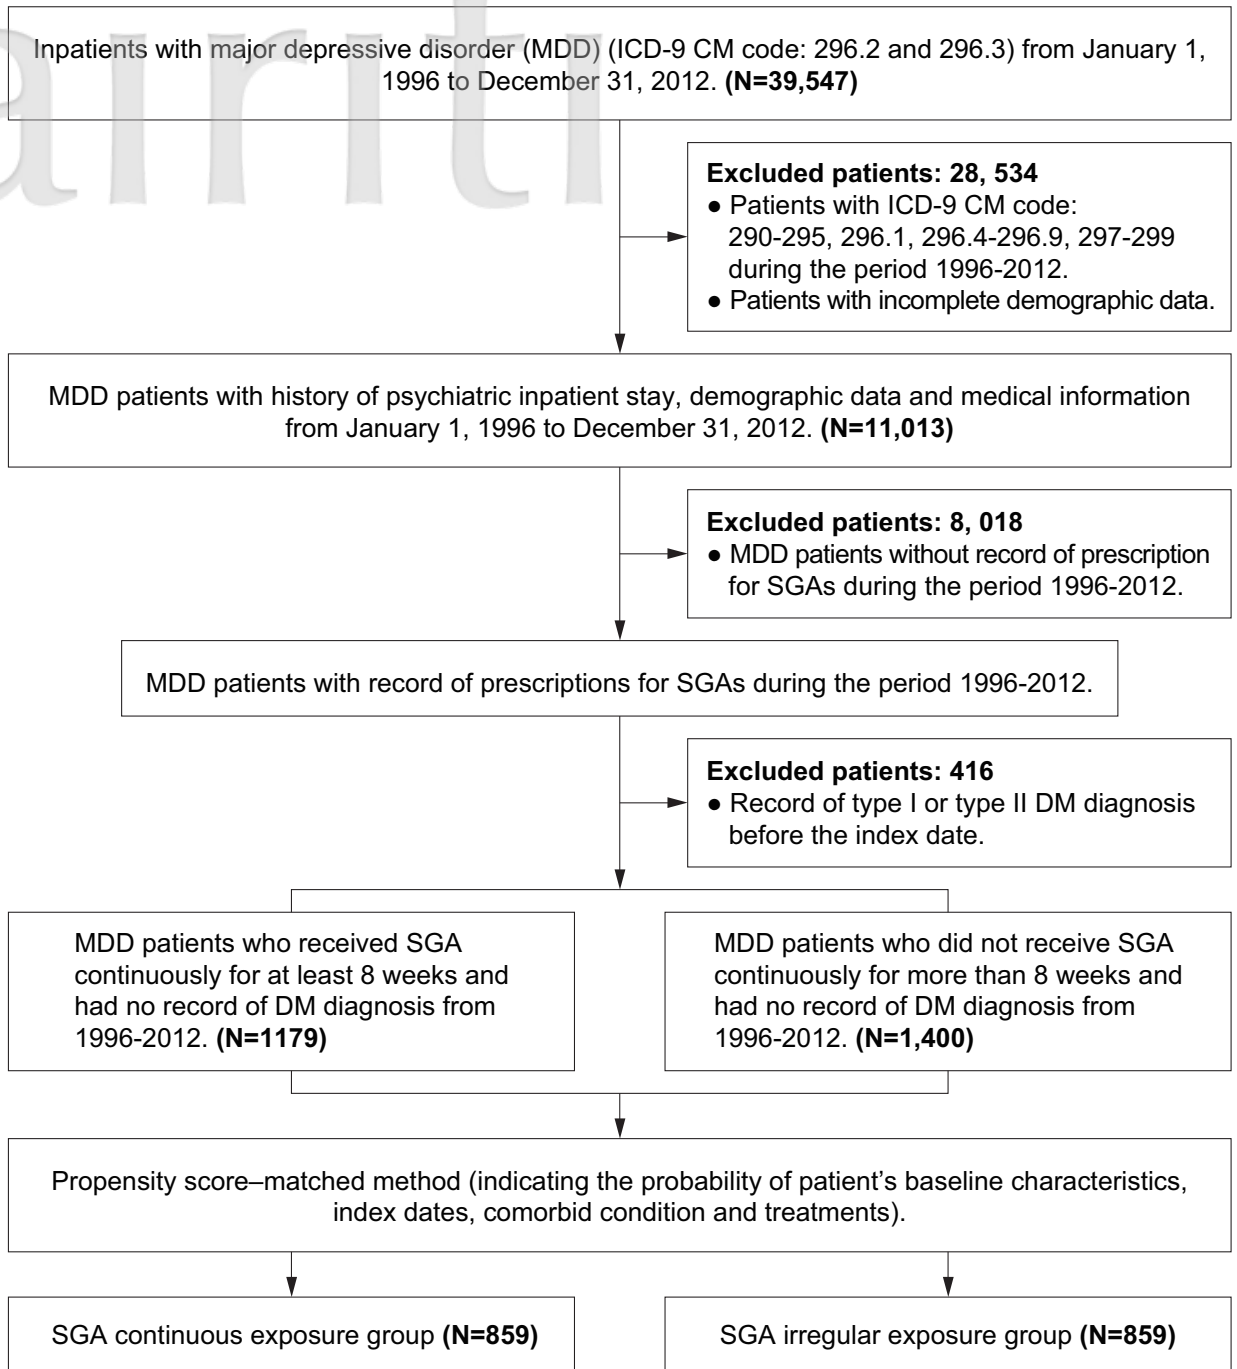 Inpatients with major depressive disorder (MDD) (ICD-9 CM code: 296.2 and 296.3) from January 1,
1996 to December 31, 2012. (N=39,547)
Excluded patients: 28, 534
● Patients with ICD-9 CM code:
290-295, 296.1, 296.4-296.9, 297-299
during the period 1996-2012.
● Patients with incomplete demographic data.
MDD patients with history of psychiatric inpatient stay, demographic data and medical information
from January 1, 1996 to December 31, 2012. (N=11,013)
Excluded patients: 8, 018
● MDD patients without record of prescription
for SGAs during the period 1996-2012.
MDD patients with record of prescriptions for SGAs during the period 1996-2012.
Excluded patients: 416
● Record of type I or type II DM diagnosis
before the index date.
MDD patients who received SGA
continuously for at least 8 weeks and
had no record of DM diagnosis from
1996-2012. (N=1179)
MDD patients who did not receive SGA
continuously for more than 8 weeks and
had no record of DM diagnosis from
1996-2012. (N=1,400)
Propensity score–matched method (indicating the probability of patient’s baseline characteristics,
index dates, comorbid condition and treatments).
SGA continuous exposure group (N=859)
SGA irregular exposure group (N=859)
airiti